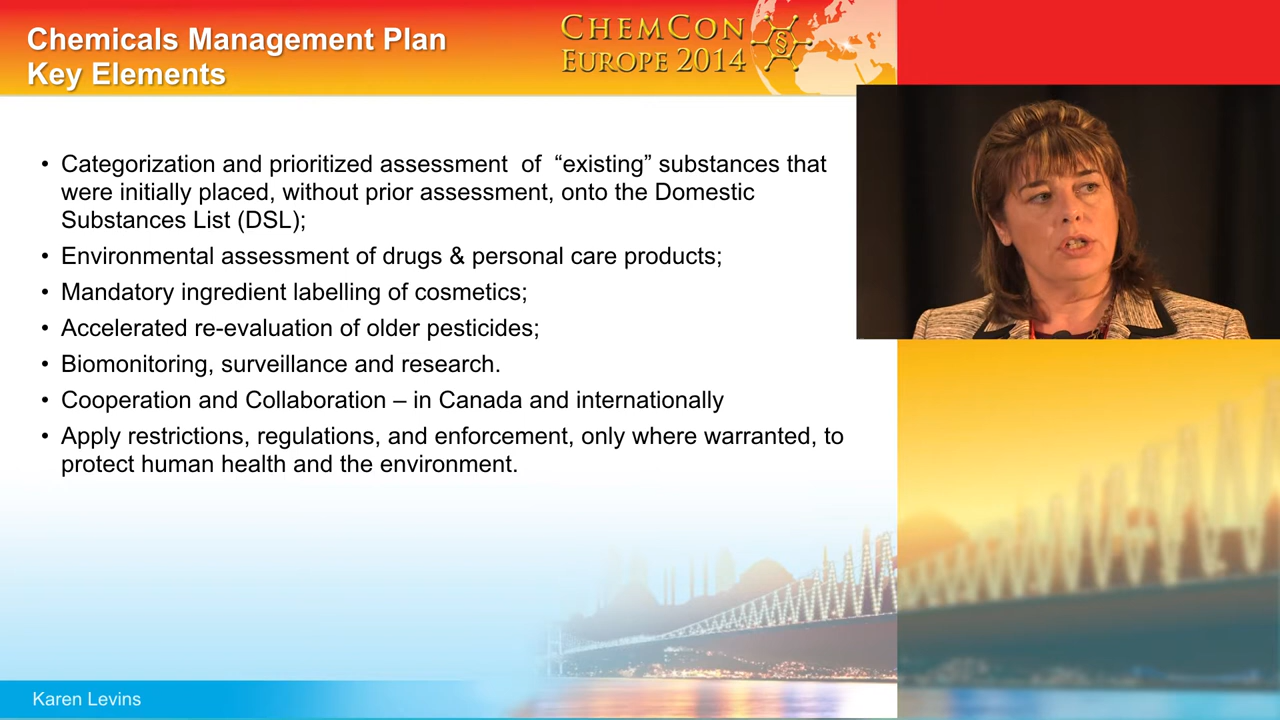 Chemicals Management Plan
Key Elements
CHEMCON
EUROPE 2014
§
• Categorization and prioritized assessment  of  “existing” substances that
were initially placed, without prior assessment, onto the Domestic
Substances List (DSL);
• Environmental assessment of drugs & personal care products;
• Mandatory ingredient labelling of cosmetics;
• Accelerated re-evaluation of older pesticides;
• Biomonitoring, surveillance and research.
• Cooperation and Collaboration – in Canada and internationally
• Apply restrictions, regulations, and enforcement, only where warranted, to
protect human health and the environment.
Karen Levins